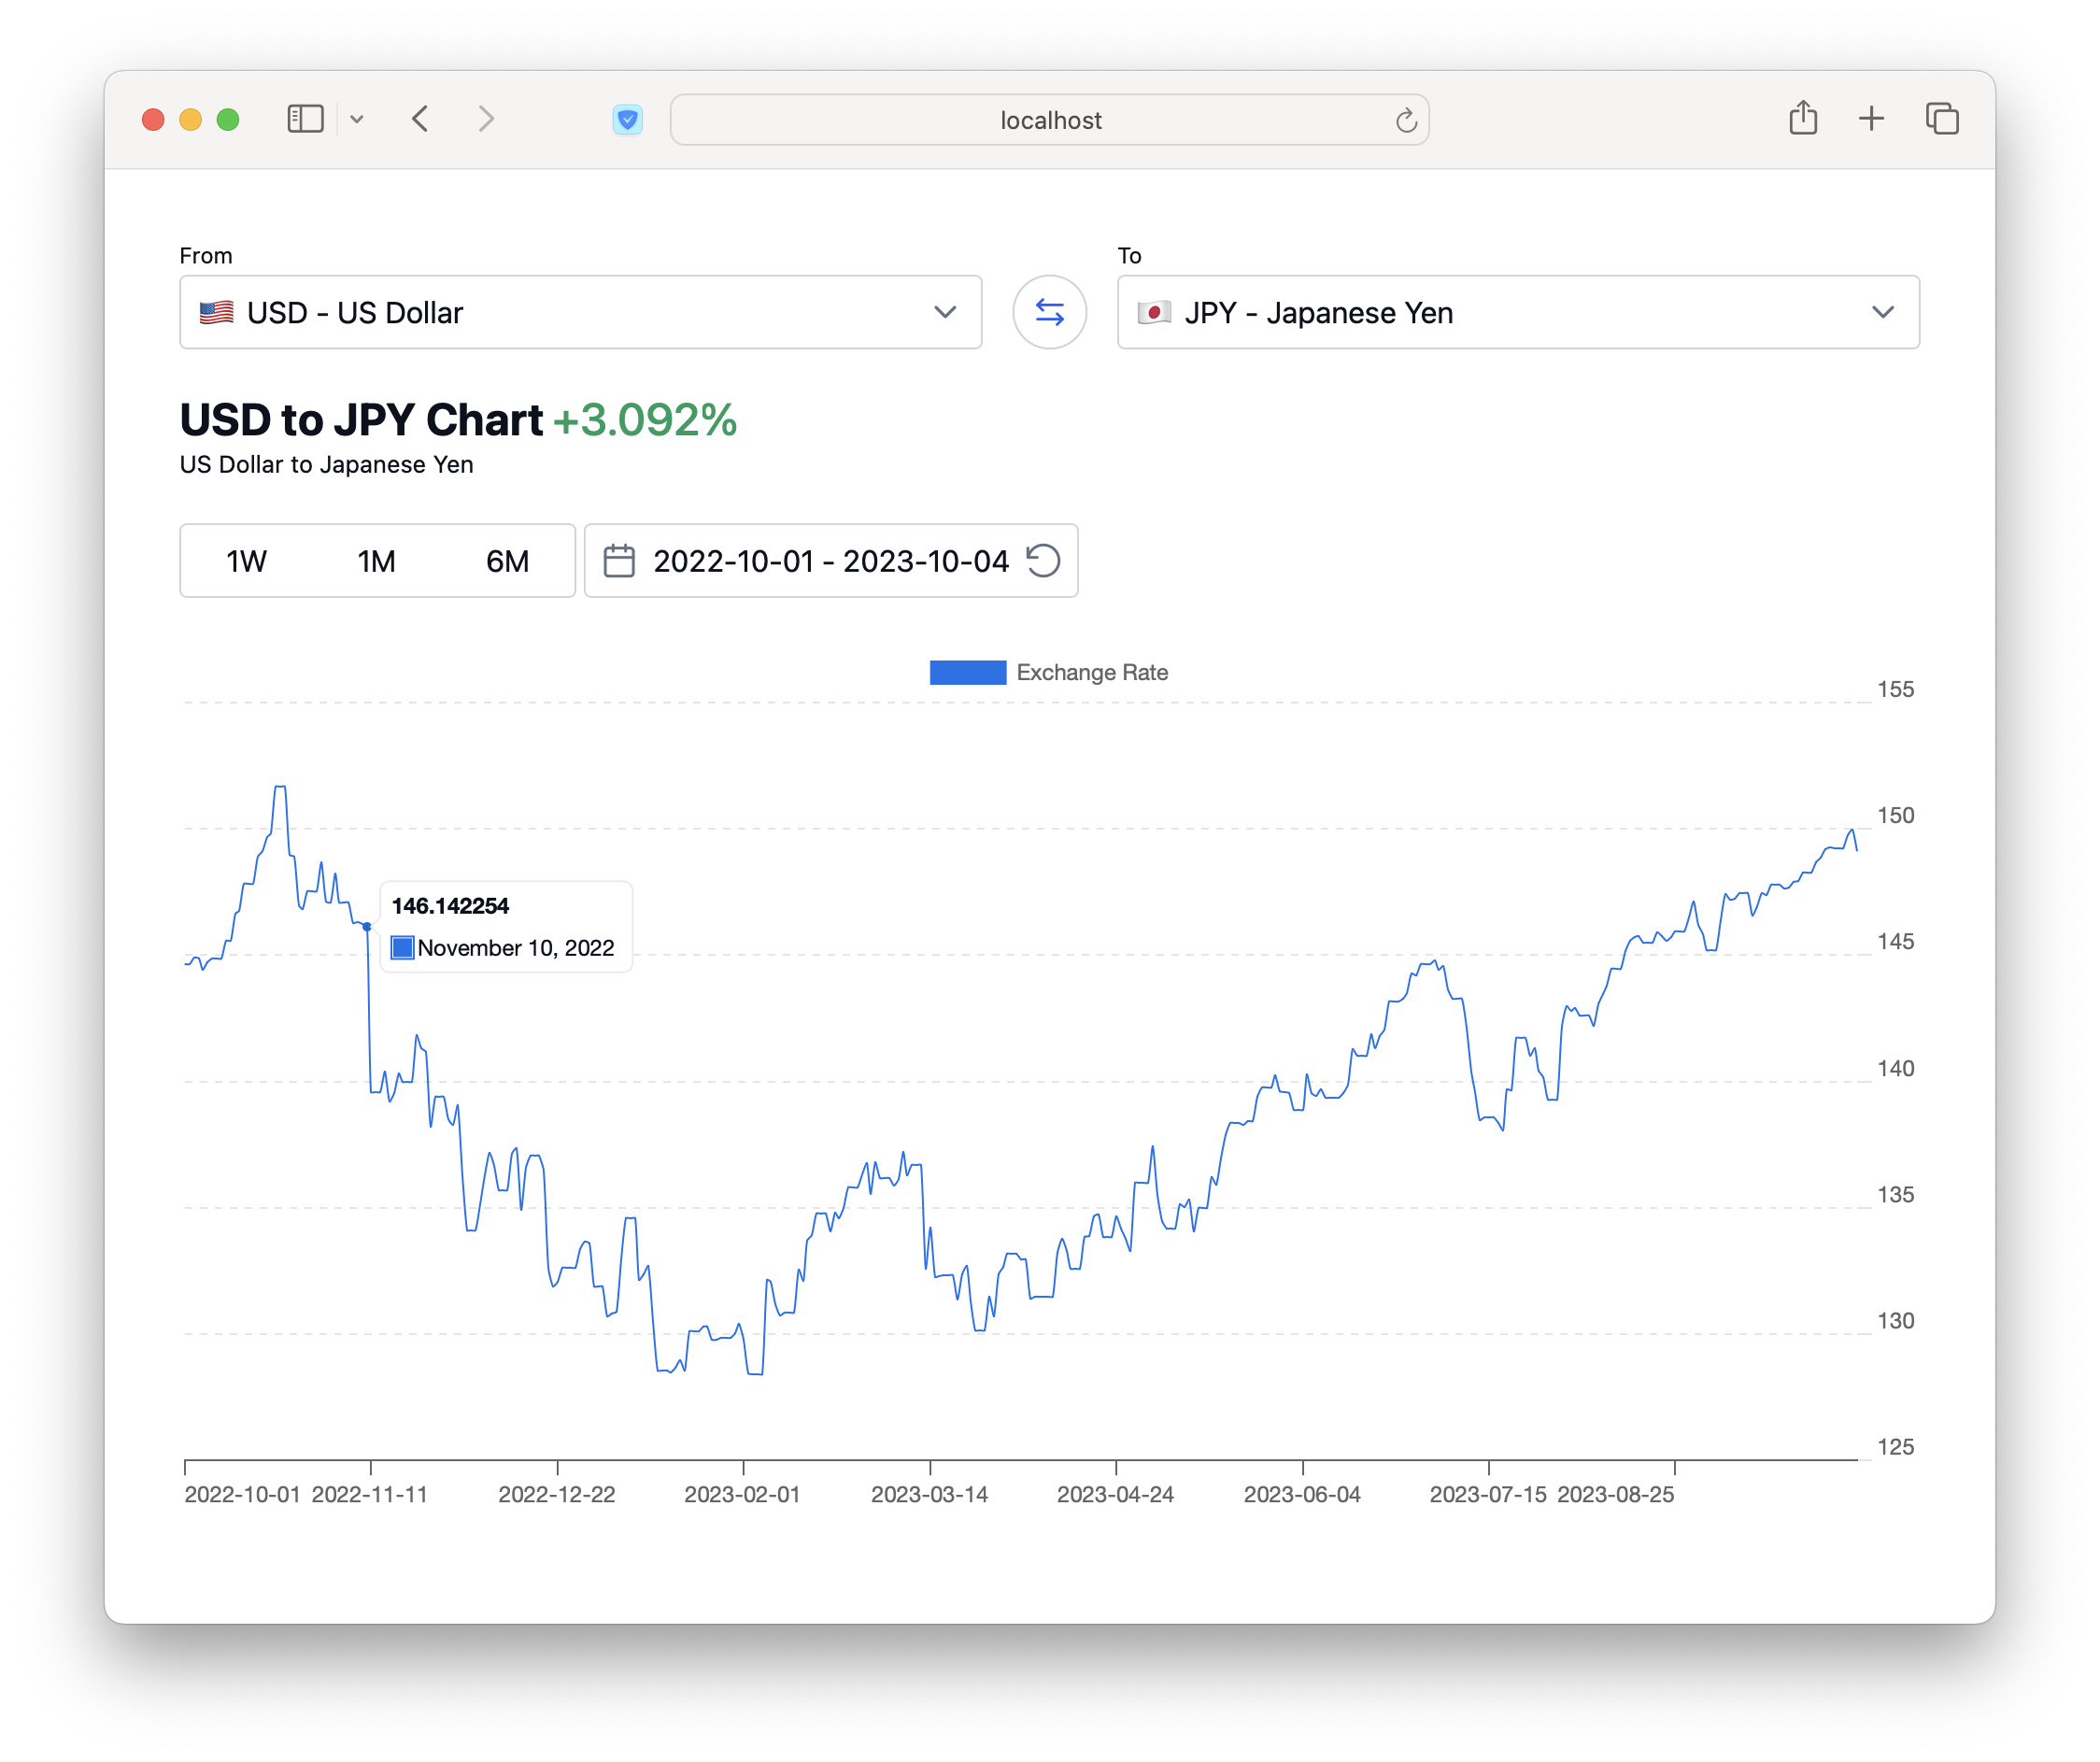 localhost
From
To
USD - US Dollar
JPY - Japanese Yen
USD to JPY Chart +3.092%
US Dollar to Japanese Yen
1W 1M 6M 2022-10-01 - 2023-10-04
Exchange Rate
155
150
146.142254
November 10, 2022
145
140
135
130
125
2022-10-01 2022-11-11 2022-12-22 2023-02-01 2023-03-14 2023-04-24 2023-06-04 2023-07-15 2023-08-25